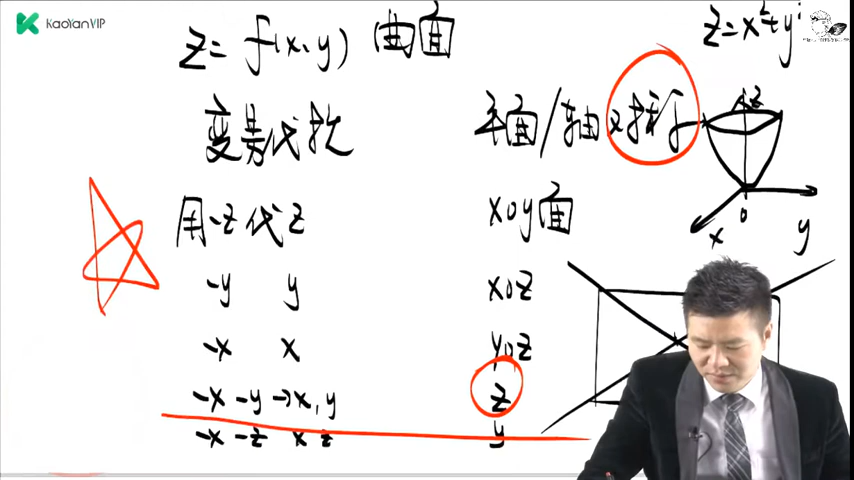 KaoYanVIP
z=f(x,y) 曲面
z=x²+y²
变量代换 平面/轴 对称
用-z代z xoy面
-y y xoz
-x x yoz
-x -y→x,y z
-x -z x z y
z
x o y